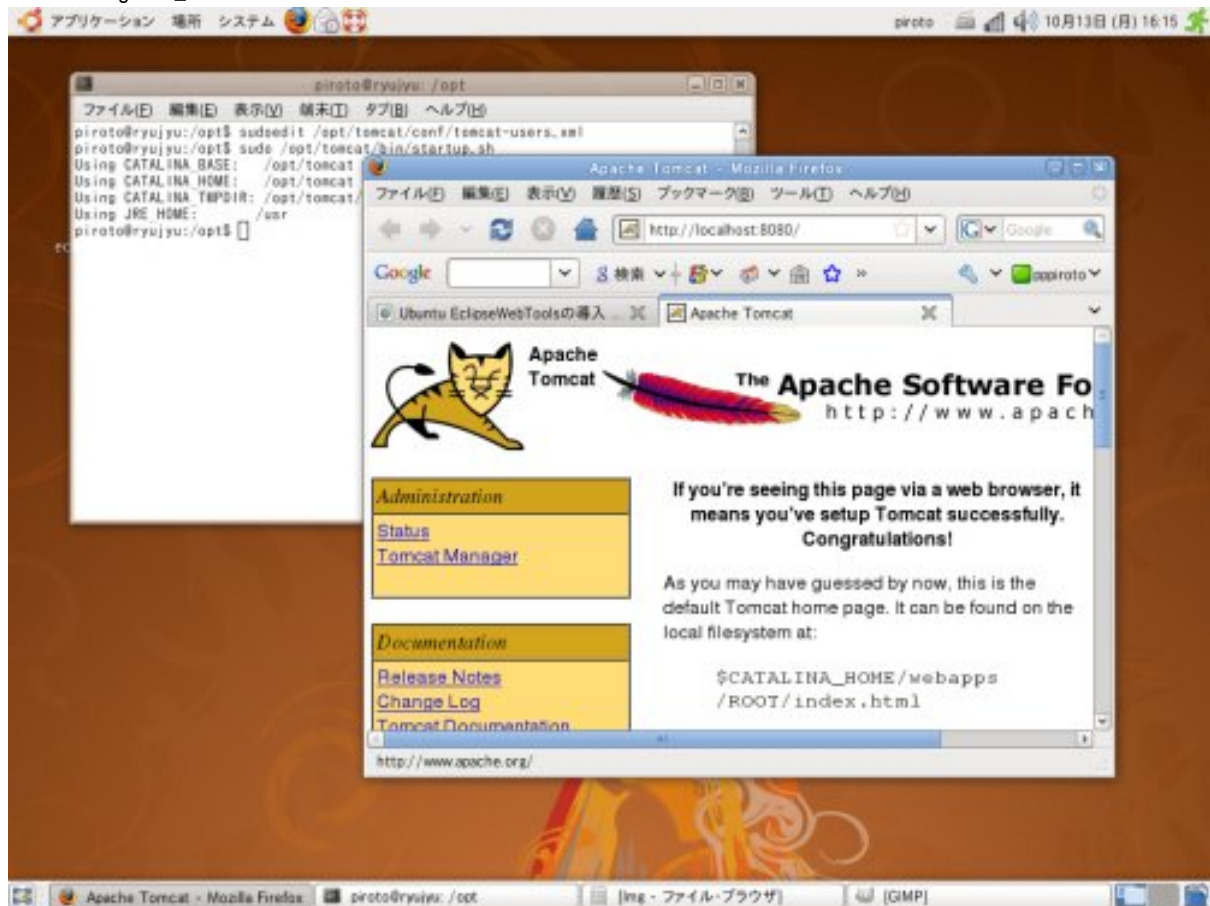 アプリケーション 場所 システム
piroto 10月13日 (月) 16:15
piroto@ryujyu: /opt
ファイル(F) 編集(E) 表示(V) 端末(T) タブ(B) ヘルプ(H)
piroto@ryujyu:/opt$ sudoedit /opt/tomcat/conf/tomcat-users.xml
piroto@ryujyu:/opt$ sudo /opt/tomcat/bin/startup.sh
Using CATALINA_BASE: /opt/tomcat
Using CATALINA_HOME: /opt/tomcat
Using CATALINA_TMPDIR: /opt/tomcat/
Using JRE_HOME: /usr
piroto@ryujyu:/opt$
ec
Apache Tomcat - Mozilla Firefox
ファイル(F) 編集(E) 表示(V) 履歴(S) ブックマーク(B) ツール(T) ヘルプ(H)
http://localhost:8080/ Google
Google 検索 » appiroto
Ubuntu EclipseWebToolsの導入 ... Apache Tomcat
Apache
Tomcat
The Apache Software Fo
http://www.apach
Administration
Status
Tomcat Manager
Documentation
Release Notes
Change Log
Tomcat Documentation
If you're seeing this page via a web browser, it
means you've setup Tomcat successfully.
Congratulations!
As you may have guessed by now, this is the
default Tomcat home page. It can be found on the
local filesystem at:
$CATALINA_HOME/webapps
/ROOT/index.html
http://www.apache.org/
Apache Tomcat - Mozilla Firefox piroto@ryujyu: /opt [img - ファイル・ブラウザ] [GIMP]